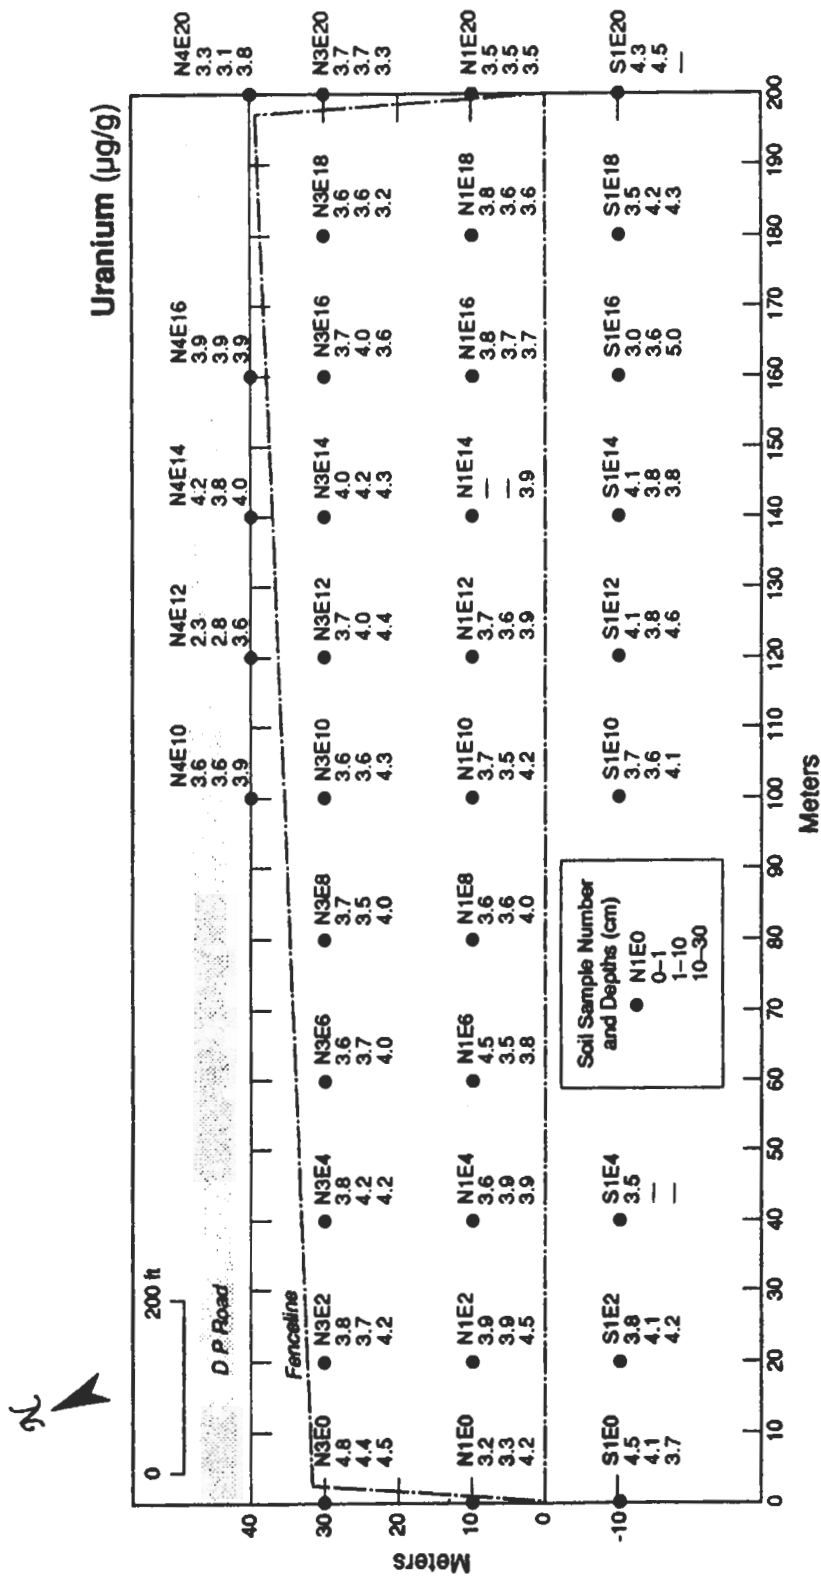 Uranium (µg/g)
N
0 200 ft
D P Road
Fenceline
N4E10
3.6
3.6
3.9
N4E12
2.3
2.8
3.6
N4E14
4.2
3.8
4.0
N4E16
3.9
3.9
3.9
N4E20
3.3
3.1
3.8
N3E0
4.8
4.4
4.5
N3E2
3.8
3.7
4.2
N3E4
3.8
4.2
4.2
N3E6
3.6
3.7
4.0
N3E8
3.7
3.5
4.0
N3E10
3.6
3.6
4.3
N3E12
3.7
4.0
4.4
N3E14
4.0
4.2
4.3
N3E16
3.7
4.0
3.6
N3E18
3.6
3.6
3.2
N3E20
3.7
3.7
3.3
N1E0
3.2
3.3
4.2
N1E2
3.9
3.9
4.5
N1E4
3.6
3.9
3.9
N1E6
4.5
3.5
3.8
N1E8
3.6
3.6
4.0
N1E10
3.7
3.5
4.2
N1E12
3.7
3.6
3.9
N1E14
—
—
3.9
N1E16
3.8
3.7
3.7
N1E18
3.8
3.6
3.6
N1E20
3.5
3.5
3.5
S1E0
4.5
4.1
3.7
S1E2
3.8
4.1
4.2
S1E4
3.5
—
—
Soil Sample Number
and Depths (cm)
N1E0
0–1
1–10
10–30
S1E10
3.7
3.6
4.1
S1E12
4.1
3.8
4.6
S1E14
4.1
3.8
3.8
S1E16
3.0
3.6
5.0
S1E18
3.5
4.2
4.3
S1E20
4.3
4.5
—
40
30
20
10
0
-10
Meters
0 10 20 30 40 50 60 70 80 90 100 110 120 130 140 150 160 170 180 190 200
Meters